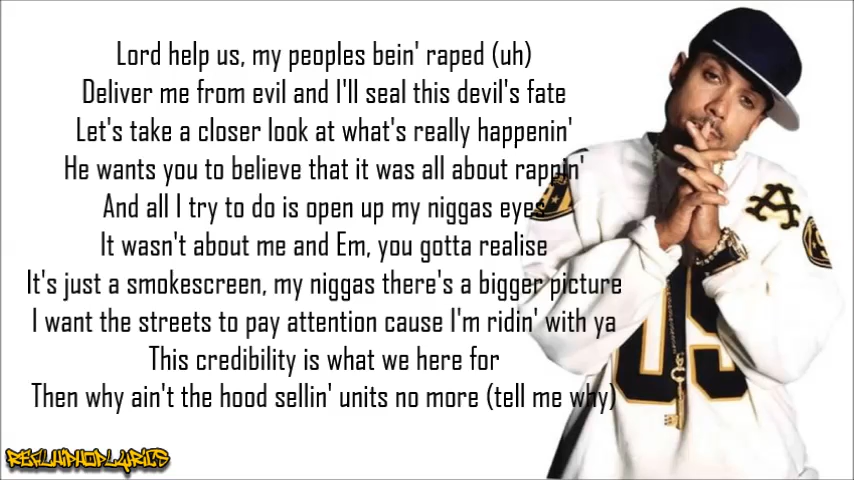 Lord help us, my peoples bein' raped (uh)
Deliver me from evil and I'll seal this devil's fate
Let's take a closer look at what's really happenin'
He wants you to believe that it was all about rappin'
And all I try to do is open up my niggas eyes
It wasn't about me and Em, you gotta realise
It's just a smokescreen, my niggas there's a bigger picture
I want the streets to pay attention cause I'm ridin' with ya
This credibility is what we here for
Then why ain't the hood sellin' units no more (tell me why)
A
09
REALHIPHOPLYRICS